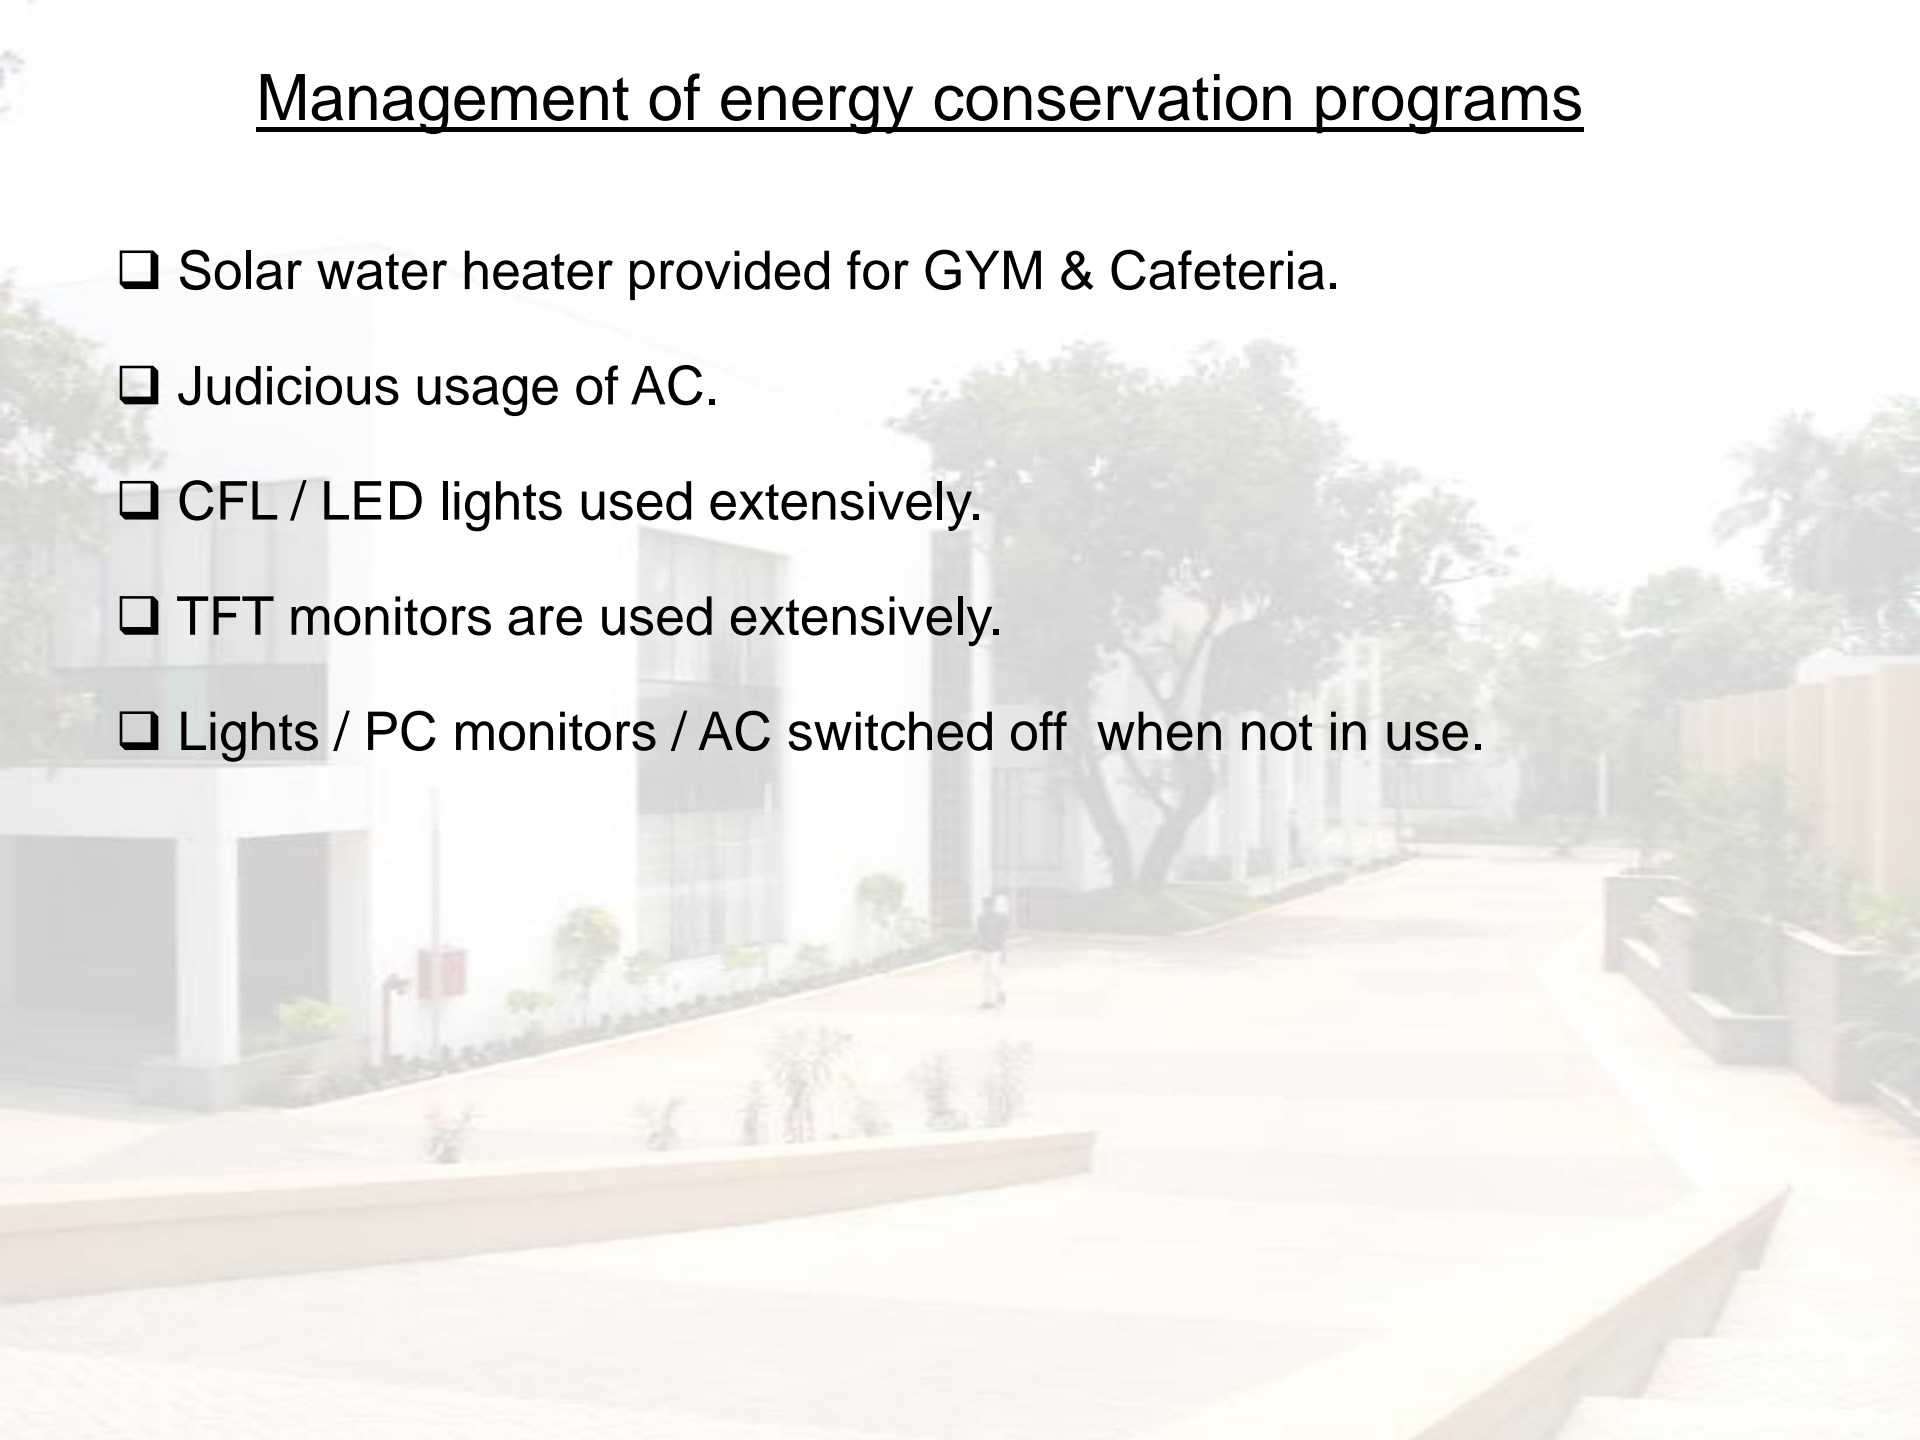 Management of energy conservation programs
❑ Solar water heater provided for GYM & Cafeteria.
❑ Judicious usage of AC.
❑ CFL / LED lights used extensively.
❑ TFT monitors are used extensively.
❑ Lights / PC monitors / AC switched off  when not in use.